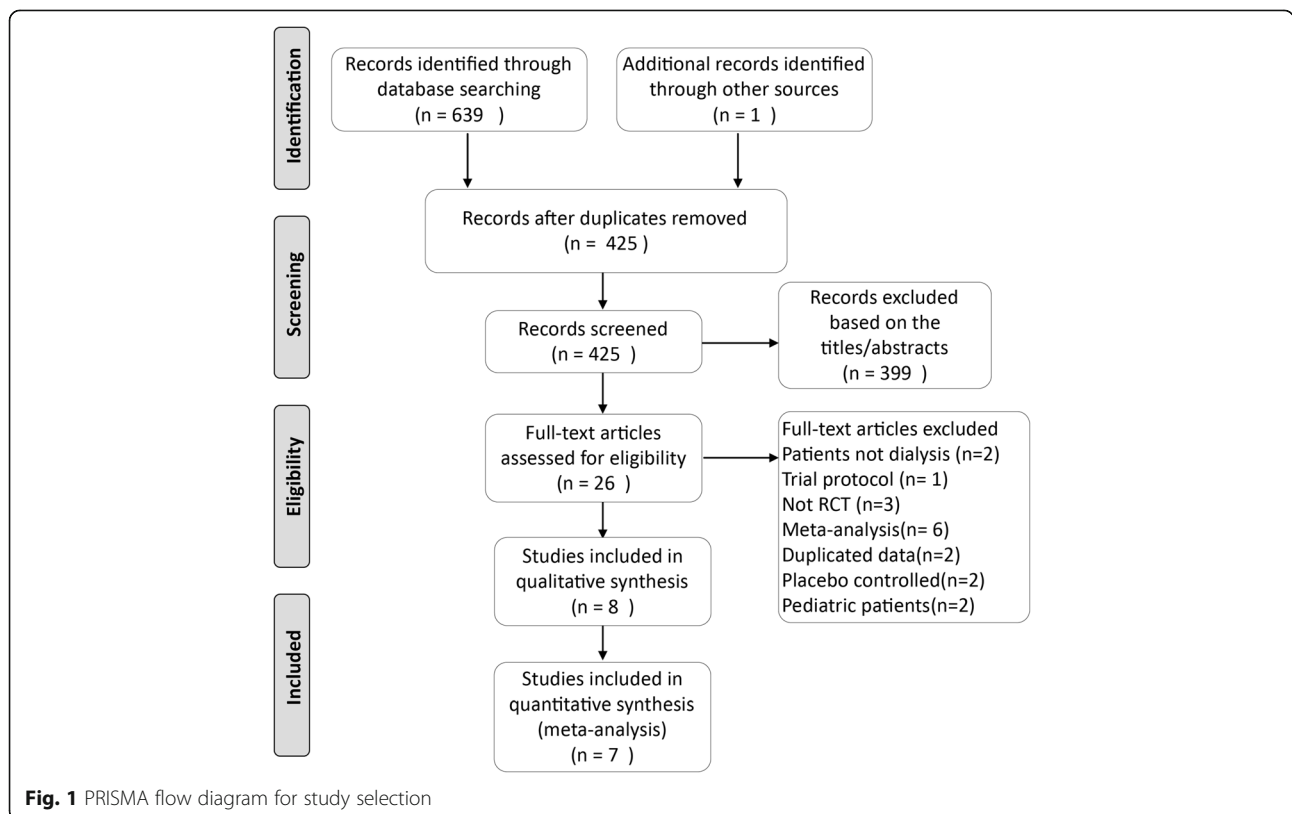 Identification
Records identified through
database searching
(n = 639   )
Additional records identified
through other sources
(n = 1   )
Screening
Records after duplicates removed
(n =  425 )
Records screened
(n = 425   )
Records excluded
based on the
titles/abstracts
(n = 399   )
Eligibility
Full-text articles
assessed for eligibility
(n = 26   )
Full-text articles excluded
Patients not dialysis (n=2)
Trial protocol (n= 1)
Not RCT (n=3)
Meta-analysis(n= 6)
Duplicated data(n=2)
Placebo controlled(n=2)
Pediatric patients(n=2)
Studies included in
qualitative synthesis
(n = 8   )
Included
Studies included in
quantitative synthesis
(meta-analysis)
(n = 7   )
Fig. 1 PRISMA flow diagram for study selection